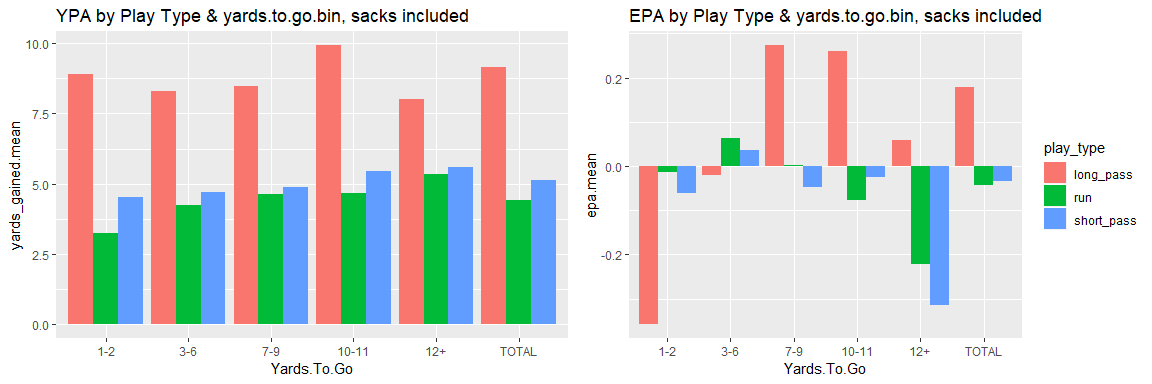 YPA by Play Type & yards.to.go.bin, sacks included
yards_gained.mean
10.0
7.5
5.0
2.5
0.0
1-2 3-6 7-9 10-11 12+ TOTAL
Yards.To.Go
EPA by Play Type & yards.to.go.bin, sacks included
epa.mean
0.2
0.0
-0.2
1-2 3-6 7-9 10-11 12+ TOTAL
Yards.To.Go
play_type
long_pass
run
short_pass